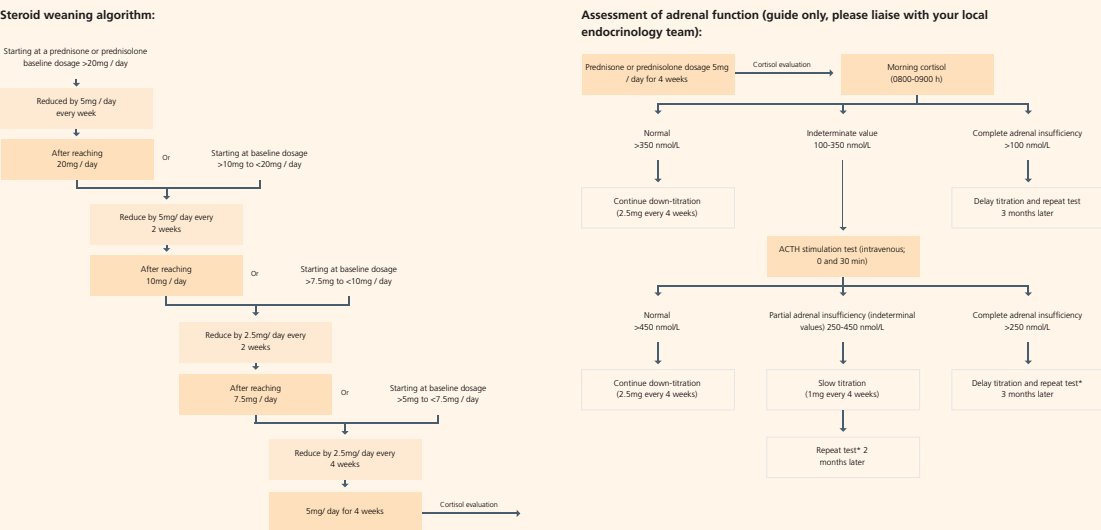 Steroid weaning algorithm:
Starting at a prednisone or prednisolone
baseline dosage >20mg / day
Reduced by 5mg / day
every week
After reaching
20mg / day
Or
Starting at baseline dosage
>10mg to <20mg / day
Reduce by 5mg/ day every
2 weeks
After reaching
10mg / day
Or
Starting at baseline dosage
>7.5mg to <10mg / day
Reduce by 2.5mg/ day every
2 weeks
After reaching
7.5mg / day
Or
Starting at baseline dosage
>5mg to <7.5mg / day
Reduce by 2.5mg/ day every
4 weeks
5mg/ day for 4 weeks
Cortisol evaluation
Assessment of adrenal function (guide only, please liaise with your local
endocrinology team):
Prednisone or prednisolone dosage 5mg
/ day for 4 weeks
Cortisol evaluation
Morning cortisol
(0800-0900 h)
Normal
>350 nmol/L
Indeterminate value
100-350 nmol/L
Complete adrenal insufficiency
>100 nmol/L
Continue down-titration
(2.5mg every 4 weeks)
Delay titration and repeat test
3 months later
ACTH stimulation test (intravenous;
0 and 30 min)
Normal
>450 nmol/L
Partial adrenal insufficiency (indeterminal
values) 250-450 nmol/L
Complete adrenal insufficiency
>250 nmol/L
Continue down-titration
(2.5mg every 4 weeks)
Slow titration
(1mg every 4 weeks)
Delay titration and repeat test*
3 months later
Repeat test* 2
months later